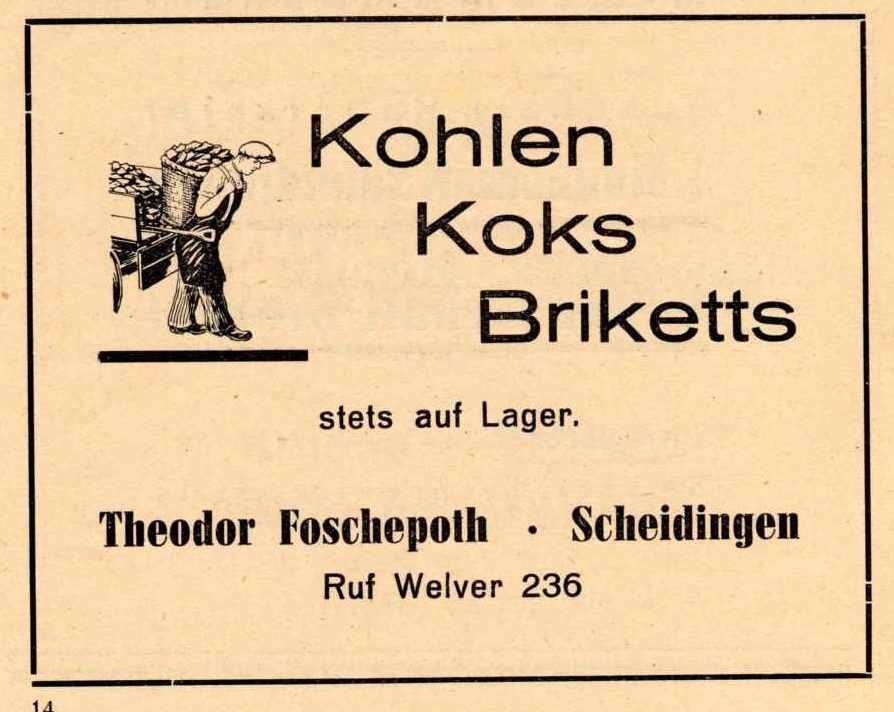 Kohlen
Koks
Briketts
stets auf Lager.
Theodor Foschepoth · Scheidingen
Ruf Welver 236
14